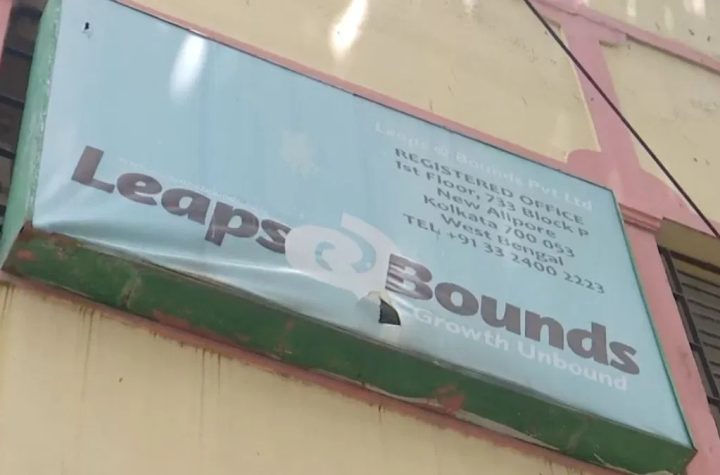 Leaps & Bounds Pvt Ltd
REGISTERED OFFICE
1st Floor, 733 Block P
New Alipore
Kolkata 700 053
West Bengal
TEL +91 33 2400 2223
Leaps & Bounds
Growth Unbound